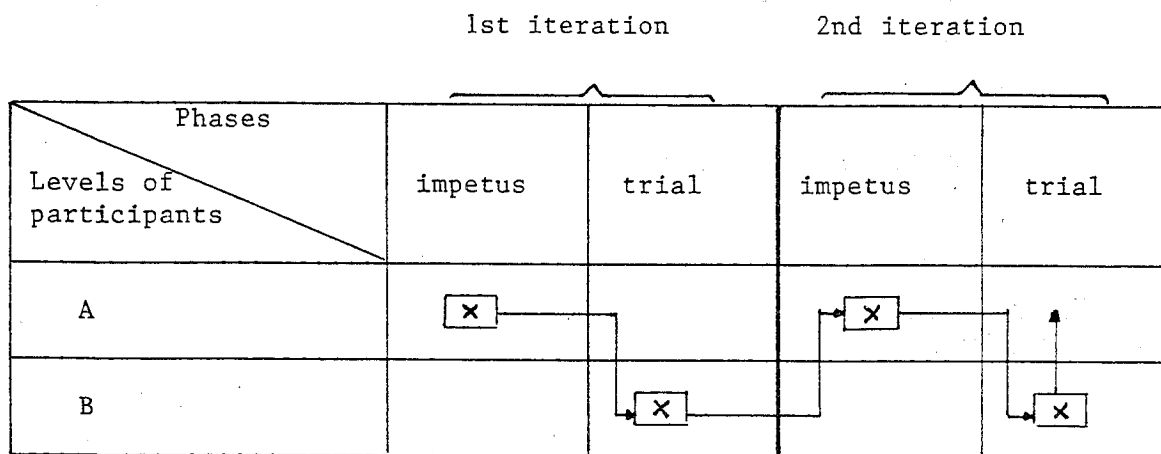 1st iteration 2nd iteration
Phases
Levels of
participants
impetus trial impetus trial
A
× ×
B
× ×